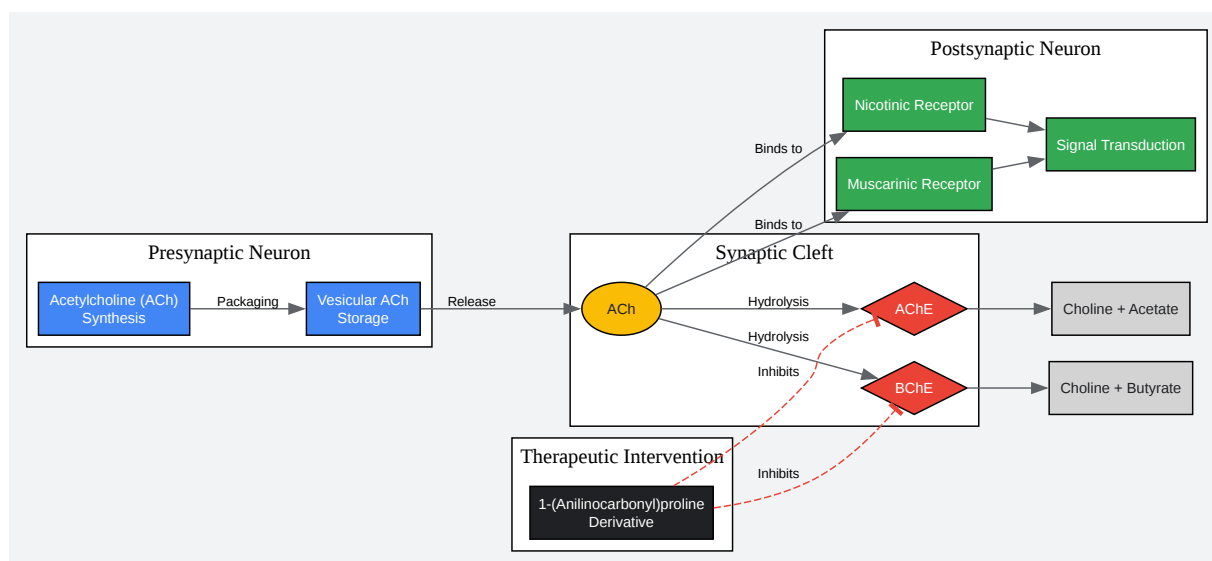 Postsynaptic Neuron
Nicotinic Receptor
Signal Transduction
Muscarinic Receptor
Binds to
Binds to
Presynaptic Neuron
Acetylcholine (ACh)
Synthesis
Packaging
Vesicular ACh
Storage
Release
Synaptic Cleft
ACh
Hydrolysis
AChE
Choline + Acetate
Hydrolysis
Inhibits
BChE
Choline + Butyrate
Therapeutic Intervention
1-(Anilinocarbonyl)proline
Derivative
Inhibits